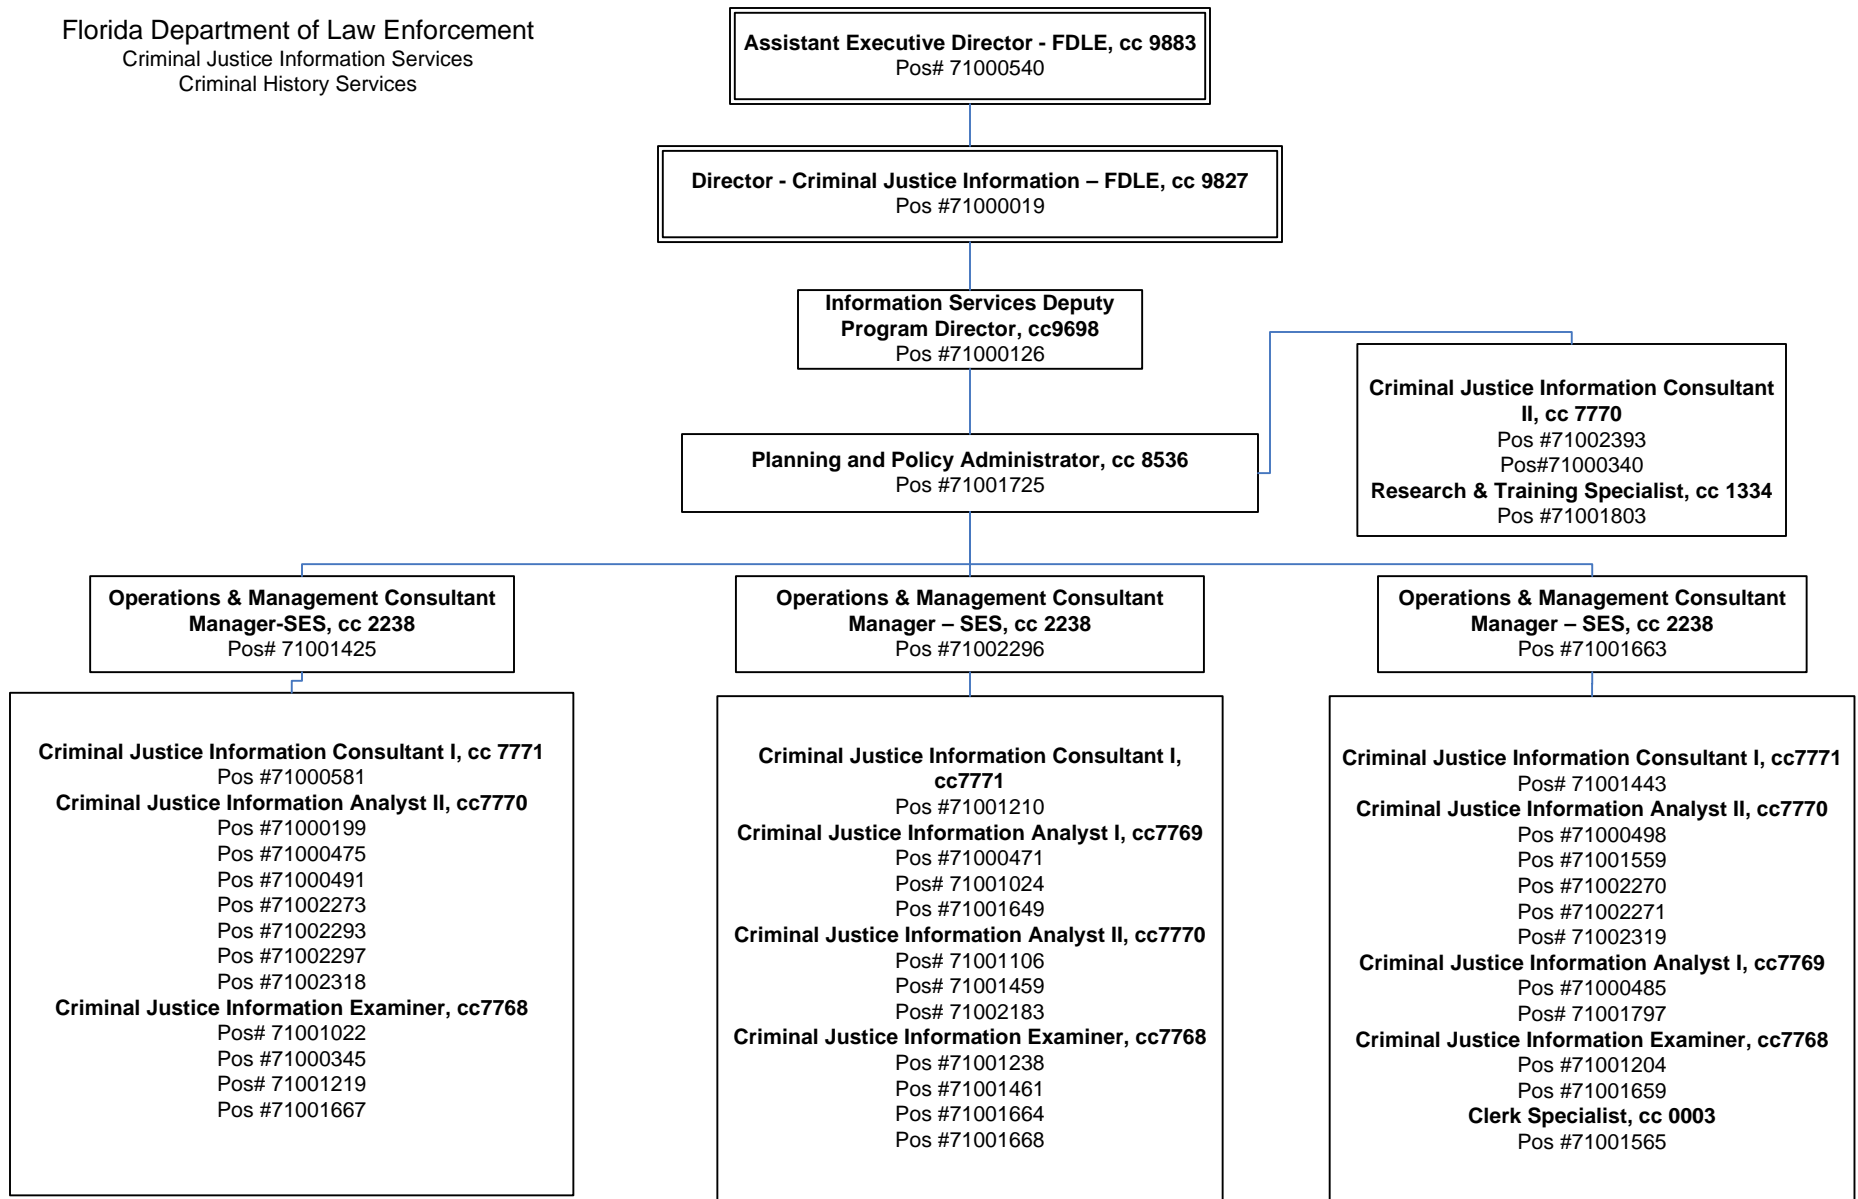 Florida Department of Law Enforcement
Criminal Justice Information Services
Criminal History Services
Assistant Executive Director - FDLE, cc 9883
Pos# 71000540
Director - Criminal Justice Information – FDLE, cc 9827
Pos #71000019
Information Services Deputy
Program Director, cc9698
Pos #71000126
Criminal Justice Information Consultant
II, cc 7770
Pos #71002393
Pos#71000340
Research & Training Specialist, cc 1334
Pos #71001803
Planning and Policy Administrator, cc 8536
Pos #71001725
Operations & Management Consultant
Manager-SES, cc 2238
Pos# 71001425
Operations & Management Consultant
Manager – SES, cc 2238
Pos #71002296
Operations & Management Consultant
Manager – SES, cc 2238
Pos #71001663
Criminal Justice Information Consultant I, cc 7771
Pos #71000581
Criminal Justice Information Analyst II, cc7770
Pos #71000199
Pos #71000475
Pos #71000491
Pos #71002273
Pos #71002293
Pos #71002297
Pos #71002318
Criminal Justice Information Examiner, cc7768
Pos# 71001022
Pos #71000345
Pos# 71001219
Pos #71001667
Criminal Justice Information Consultant I,
cc7771
Pos #71001210
Criminal Justice Information Analyst I, cc7769
Pos #71000471
Pos# 71001024
Pos #71001649
Criminal Justice Information Analyst II, cc7770
Pos# 71001106
Pos #71001459
Pos# 71002183
Criminal Justice Information Examiner, cc7768
Pos #71001238
Pos #71001461
Pos #71001664
Pos #71001668
Criminal Justice Information Consultant I, cc7771
Pos# 71001443
Criminal Justice Information Analyst II, cc7770
Pos #71000498
Pos #71001559
Pos #71002270
Pos #71002271
Pos# 71002319
Criminal Justice Information Analyst I, cc7769
Pos #71000485
Pos #71001797
Criminal Justice Information Examiner, cc7768
Pos #71001204
Pos #71001659
Clerk Specialist, cc 0003
Pos #71001565